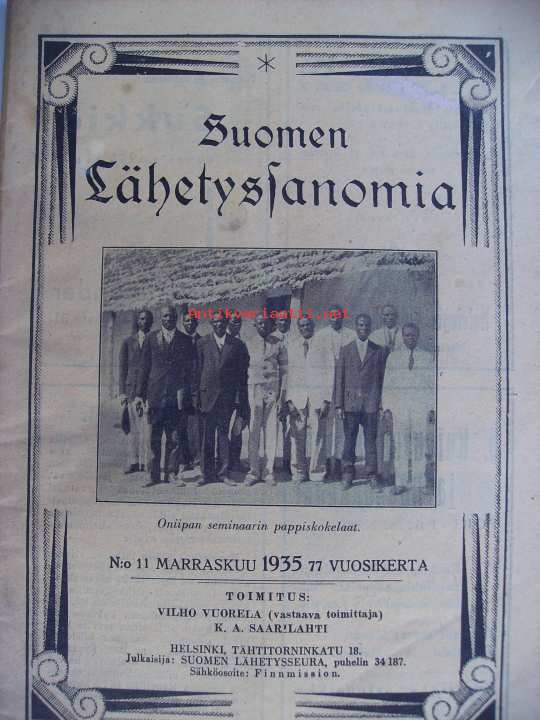 Suomen
Lähetysſanomia
Antikvariaatti.net
Oniipan seminaarin pappiskokelaat.
N:o 11 MARRASKUU 1935 77 VUOSIKERTA
TOIMITUS:
VILHO VUORELA (vastaava toimittaja)
K. A. SAARILAHTI
HELSINKI, TÄHTITORNINKATU 18.
Julkaisija: SUOMEN LÄHETYSSEURA, puhelin 34 187.
Sähköosoite: Finnmission.